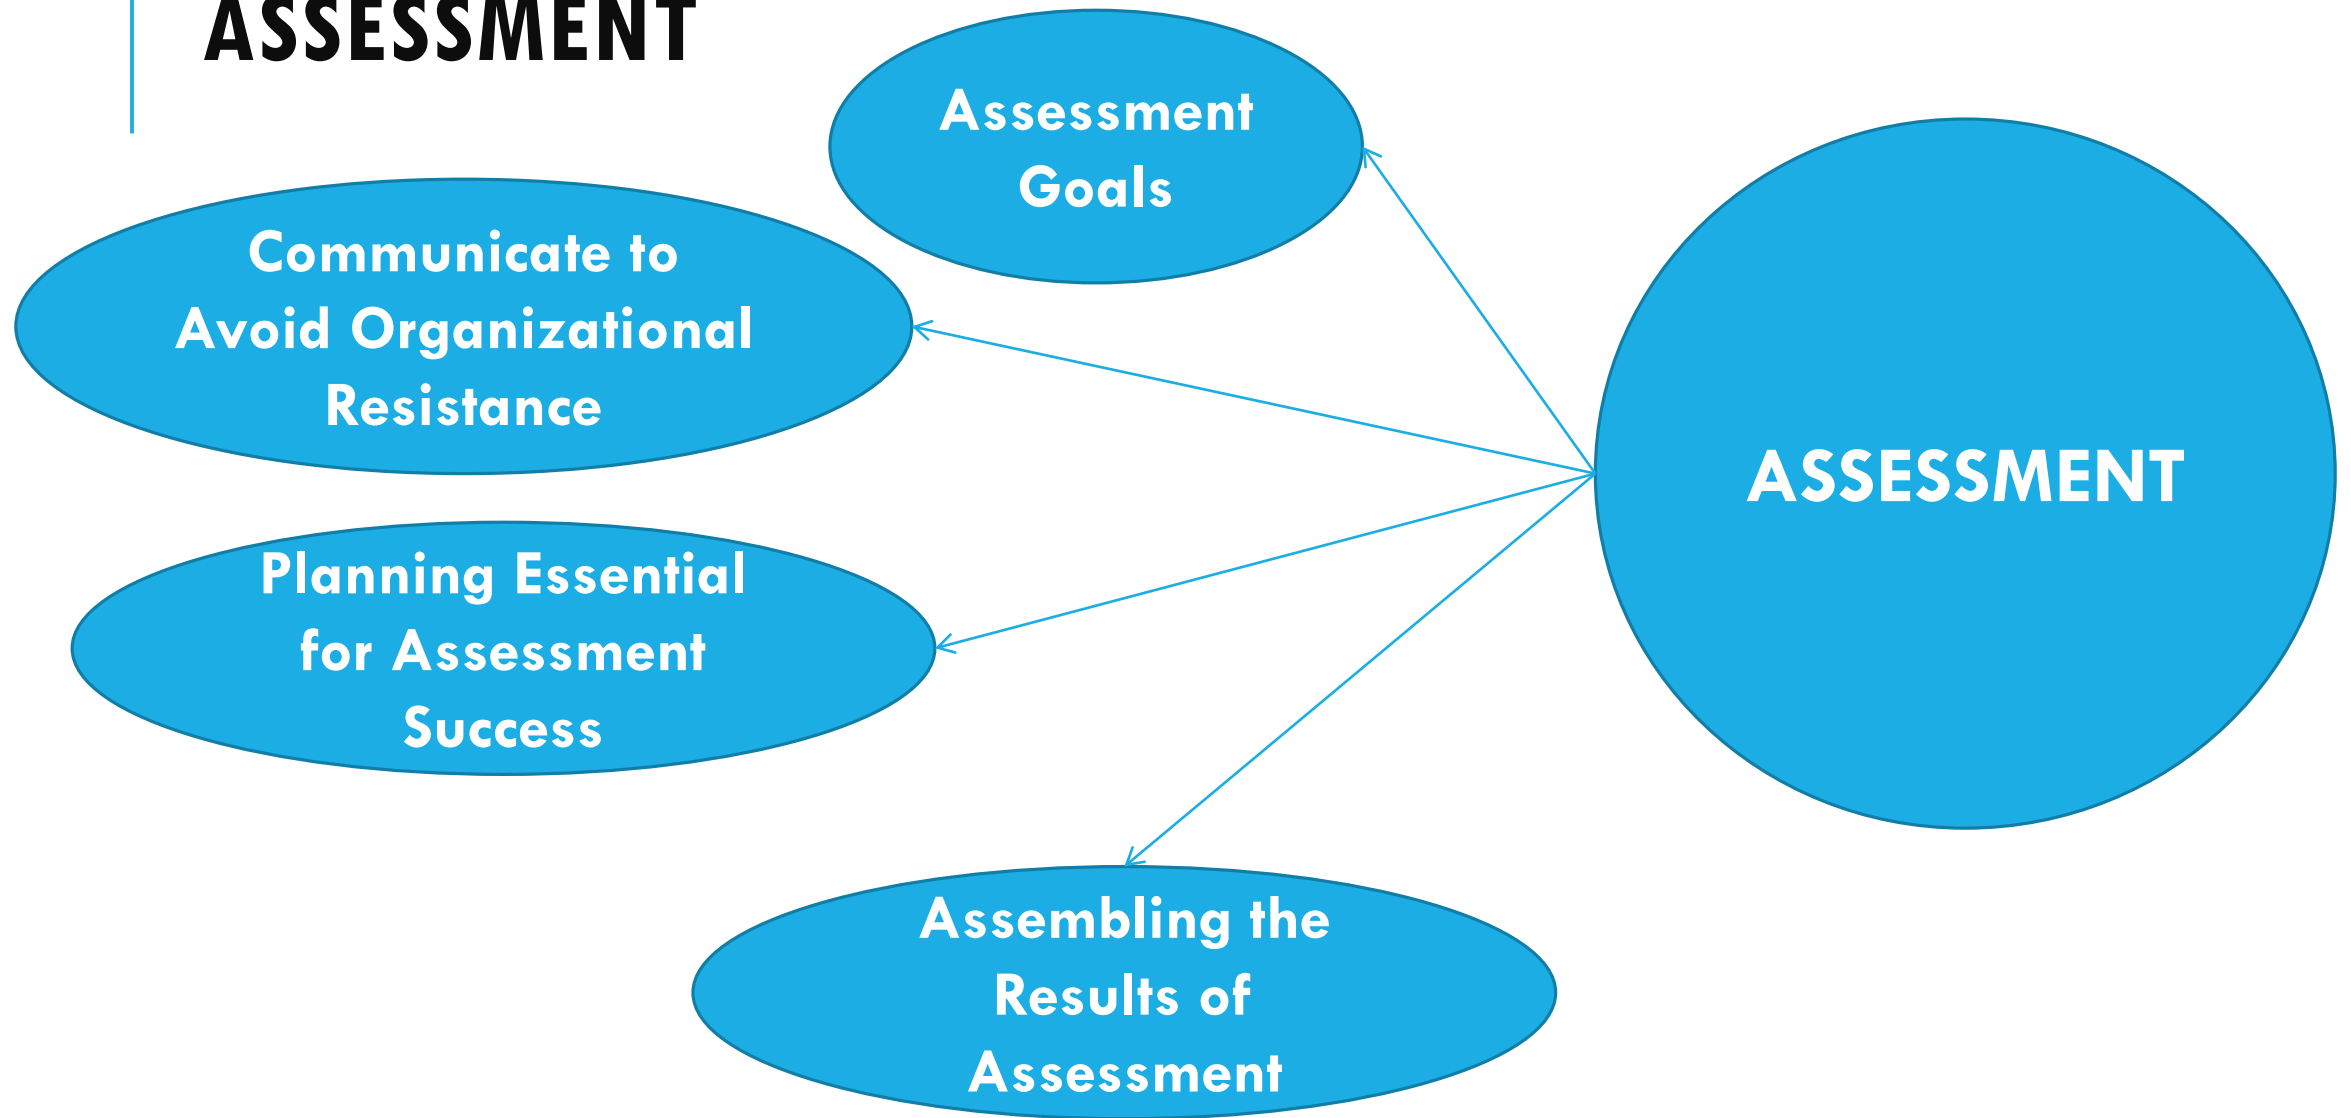 ASSESSMENT
Assessment
Goals
Communicate to
Avoid Organizational
Resistance
ASSESSMENT
Planning Essential
for Assessment
Success
Assembling the
Results of
Assessment